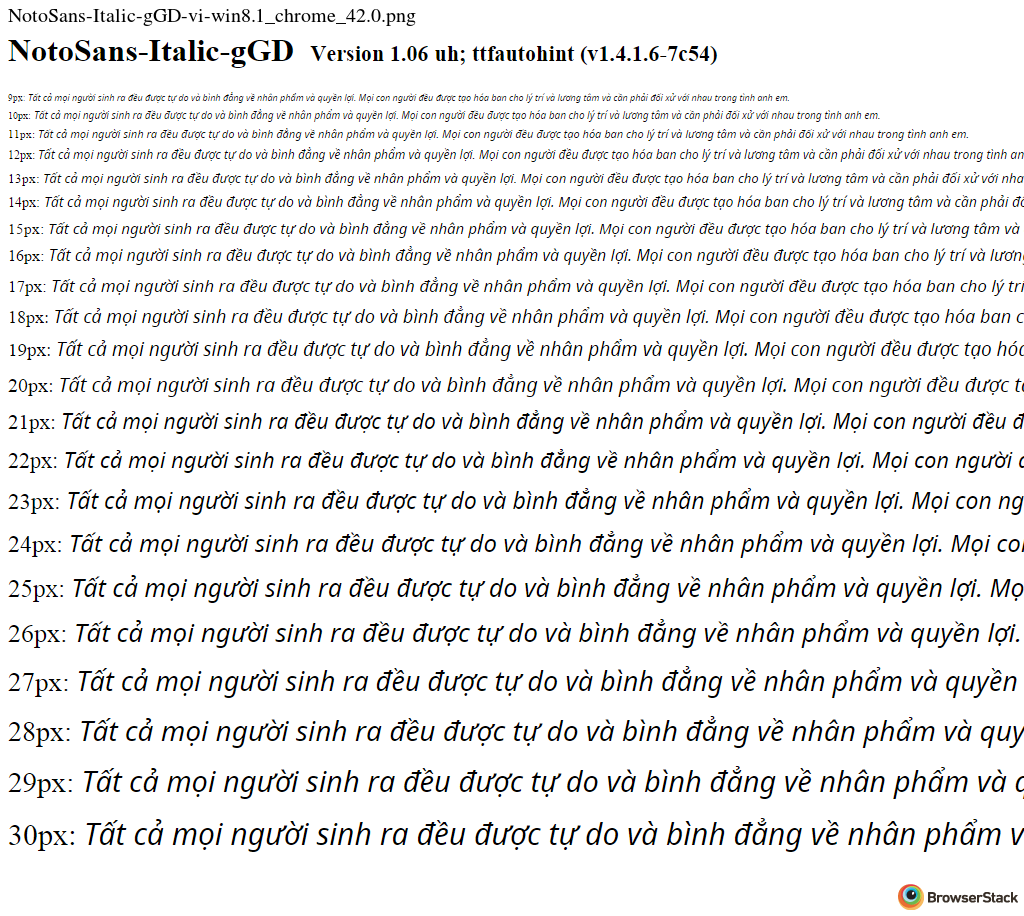 NotoSans-Italic-gGD-vi-win8.1_chrome_42.0.png
NotoSans-Italic-gGD Version 1.06 uh; ttfautohint (v1.4.1.6-7c54)
9px: Tất cả mọi người sinh ra đều được tự do và bình đẳng về nhân phẩm và quyền lợi. Mọi con người đều được tạo hóa ban cho lý trí và lương tâm và cần phải đối xử với nhau trong tình anh em.
10px: Tất cả mọi người sinh ra đều được tự do và bình đẳng về nhân phẩm và quyền lợi. Mọi con người đều được tạo hóa ban cho lý trí và lương tâm và cần phải đối xử với nhau trong tình anh em.
11px: Tất cả mọi người sinh ra đều được tự do và bình đẳng về nhân phẩm và quyền lợi. Mọi con người đều được tạo hóa ban cho lý trí và lương tâm và cần phải đối xử với nhau trong tình anh em.
12px: Tất cả mọi người sinh ra đều được tự do và bình đẳng về nhân phẩm và quyền lợi. Mọi con người đều được tạo hóa ban cho lý trí và lương tâm và cần phải đối xử với nhau trong tình an
13px: Tất cả mọi người sinh ra đều được tự do và bình đẳng về nhân phẩm và quyền lợi. Mọi con người đều được tạo hóa ban cho lý trí và lương tâm và cần phải đối xử với nha
14px: Tất cả mọi người sinh ra đều được tự do và bình đẳng về nhân phẩm và quyền lợi. Mọi con người đều được tạo hóa ban cho lý trí và lương tâm và cần phải đố
15px: Tất cả mọi người sinh ra đều được tự do và bình đẳng về nhân phẩm và quyền lợi. Mọi con người đều được tạo hóa ban cho lý trí và lương tâm và
16px: Tất cả mọi người sinh ra đều được tự do và bình đẳng về nhân phẩm và quyền lợi. Mọi con người đều được tạo hóa ban cho lý trí và lươn
17px: Tất cả mọi người sinh ra đều được tự do và bình đẳng về nhân phẩm và quyền lợi. Mọi con người đều được tạo hóa ban cho lý trí
18px: Tất cả mọi người sinh ra đều được tự do và bình đẳng về nhân phẩm và quyền lợi. Mọi con người đều được tạo hóa ban c
19px: Tất cả mọi người sinh ra đều được tự do và bình đẳng về nhân phẩm và quyền lợi. Mọi con người đều được tạo hóa
20px: Tất cả mọi người sinh ra đều được tự do và bình đẳng về nhân phẩm và quyền lợi. Mọi con người đều được tạ
21px: Tất cả mọi người sinh ra đều được tự do và bình đẳng về nhân phẩm và quyền lợi. Mọi con người đều đ
22px: Tất cả mọi người sinh ra đều được tự do và bình đẳng về nhân phẩm và quyền lợi. Mọi con người đ
23px: Tất cả mọi người sinh ra đều được tự do và bình đẳng về nhân phẩm và quyền lợi. Mọi con ng
24px: Tất cả mọi người sinh ra đều được tự do và bình đẳng về nhân phẩm và quyền lợi. Mọi con
25px: Tất cả mọi người sinh ra đều được tự do và bình đẳng về nhân phẩm và quyền lợi. Mọ
26px: Tất cả mọi người sinh ra đều được tự do và bình đẳng về nhân phẩm và quyền lợi.
27px: Tất cả mọi người sinh ra đều được tự do và bình đẳng về nhân phẩm và quyền
28px: Tất cả mọi người sinh ra đều được tự do và bình đẳng về nhân phẩm và quy
29px: Tất cả mọi người sinh ra đều được tự do và bình đẳng về nhân phẩm và q
30px: Tất cả mọi người sinh ra đều được tự do và bình đẳng về nhân phẩm v
BrowserStack